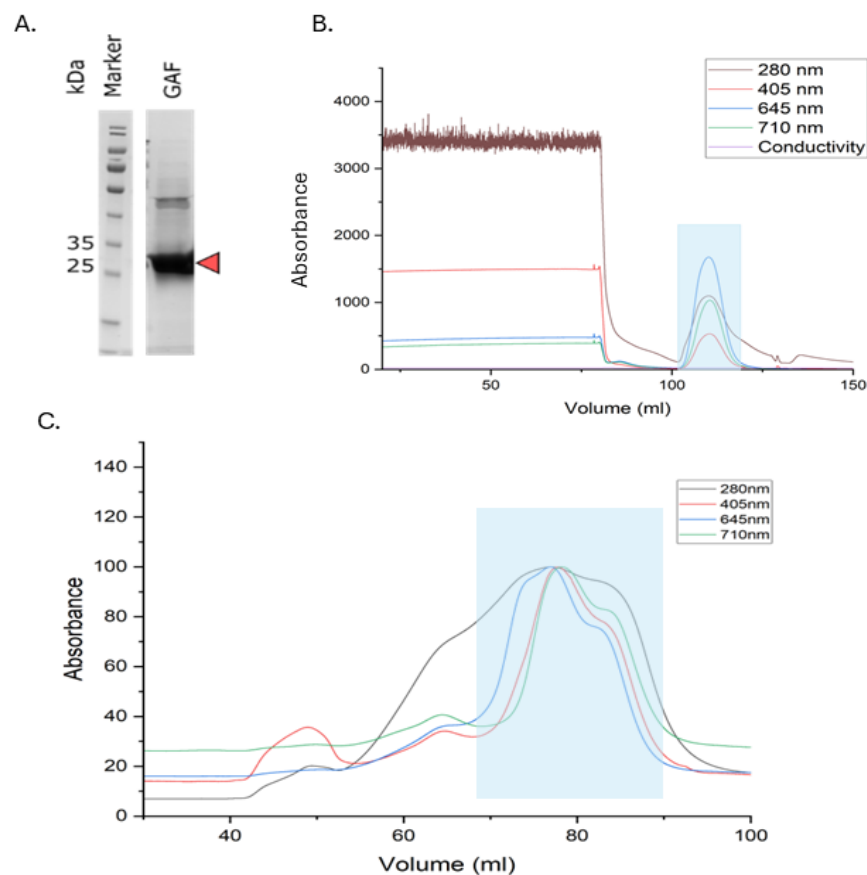 A.
kDa
Marker
GAF
35
25
B.
280 nm
405 nm
645 nm
710 nm
Conductivity
4000
3000
2000
1000
0
Absorbance
50
100
150
Volume (ml)
C.
280nm
405nm
645nm
710nm
140
120
100
80
60
40
20
0
Absorbance
40
60
80
100
Volume (ml)